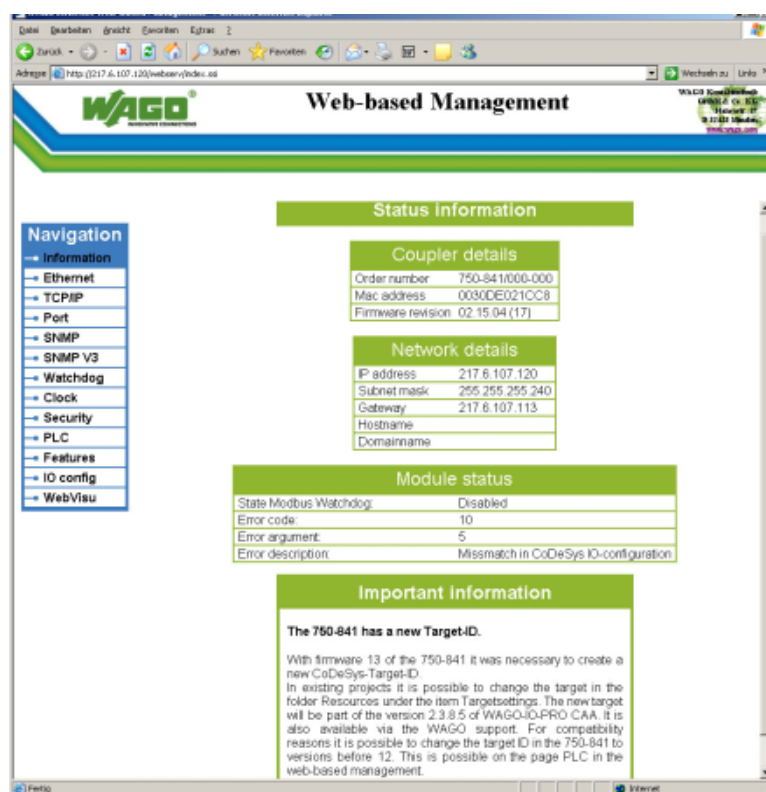 Datei Bearbeiten Ansicht Favoriten Extras ?
Zurück Suchen Favoriten
Adresse http://217.6.107.120/webserv/index.ssi Wechseln zu Links
WAGO
INNOVATIVE CONNECTIONS
Web-based Management
Status information
Navigation
Information
Ethernet
TCP/IP
Port
SNMP
SNMP V3
Watchdog
Clock
Security
PLC
Features
IO config
WebVisu
Coupler details
Order number 750-841/000-000
Mac address 0030DE021CC8
Firmware revision 02.15.04 (17)
Network details
IP address 217.6.107.120
Subnet mask 255.255.255.240
Gateway 217.6.107.113
Hostname
Domainname
Module status
State Modbus Watchdog: Disabled
Error code: 10
Error argument: 5
Error description: Missmatch in CoDeSys IO-configuration
Important information
The 750-841 has a new Target-ID.
With firmware 13 of the 750-841 it was necessary to create a
new CoDeSys-Target-ID.
In existing projects it is possible to change the target in the
folder Resources under the item Targetsettings. The new target
will be part of the version 2.3.8.5 of WAGO-IO-PRO CAA. It is
also available via the WAGO support. For compatibility
reasons it is possible to change the target ID in the 750-841 to
versions before 12. This is possible on the page PLC in the
web-based management.
Fertig Internet